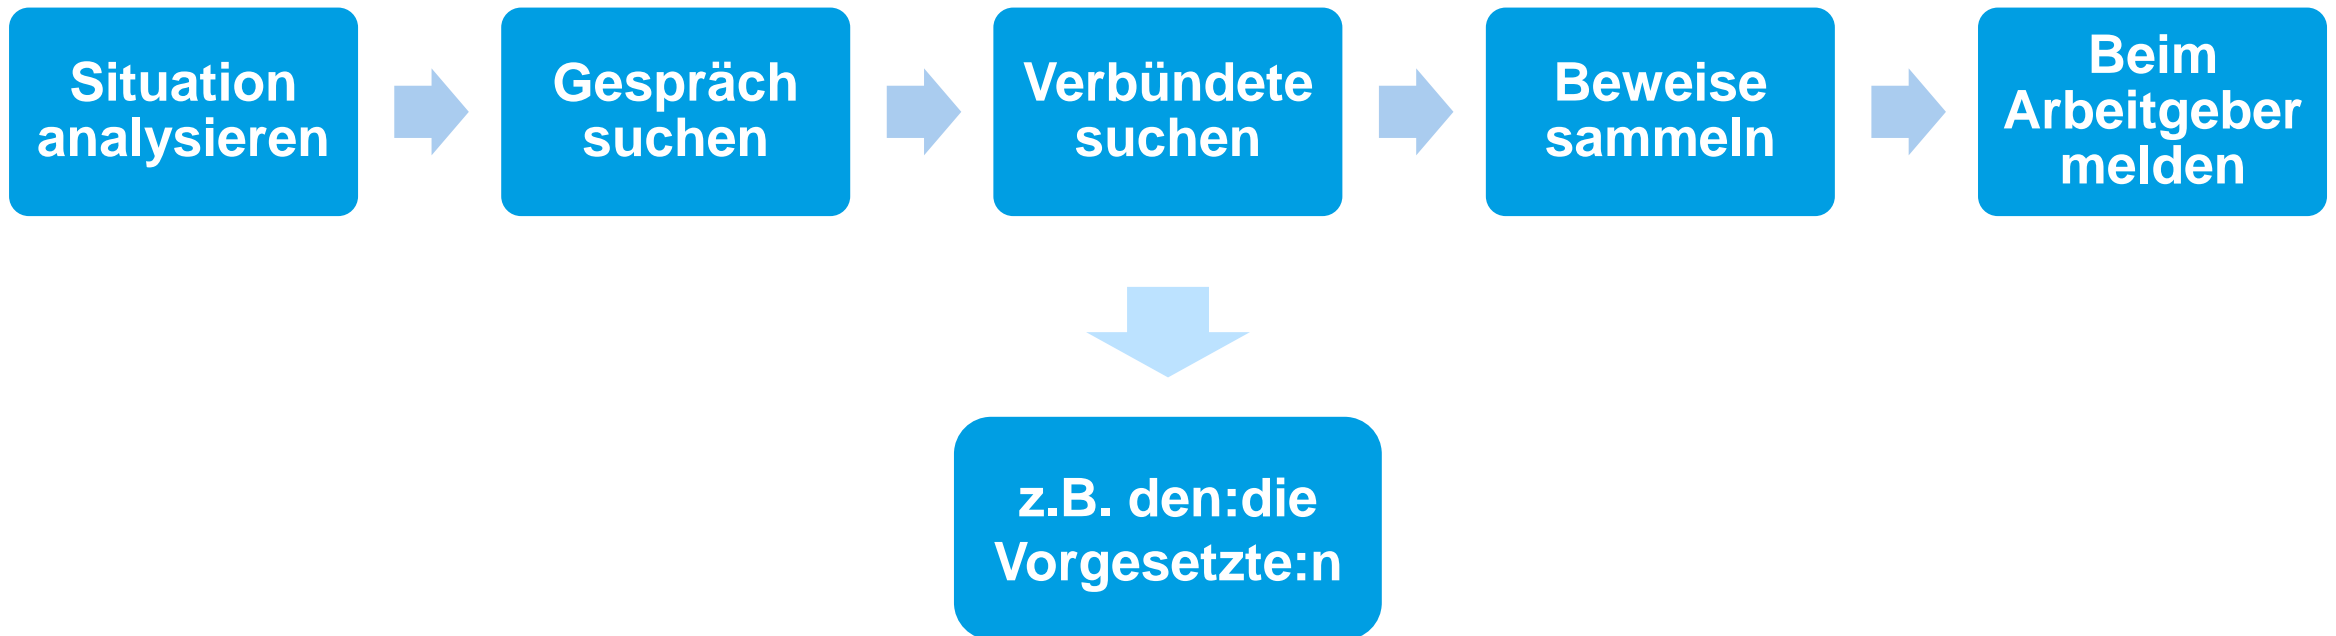 Situation
analysieren
Gespräch
suchen
Verbündete
suchen
Beweise
sammeln
Beim
Arbeitgeber
melden
z.B. den:die
Vorgesetzte:n